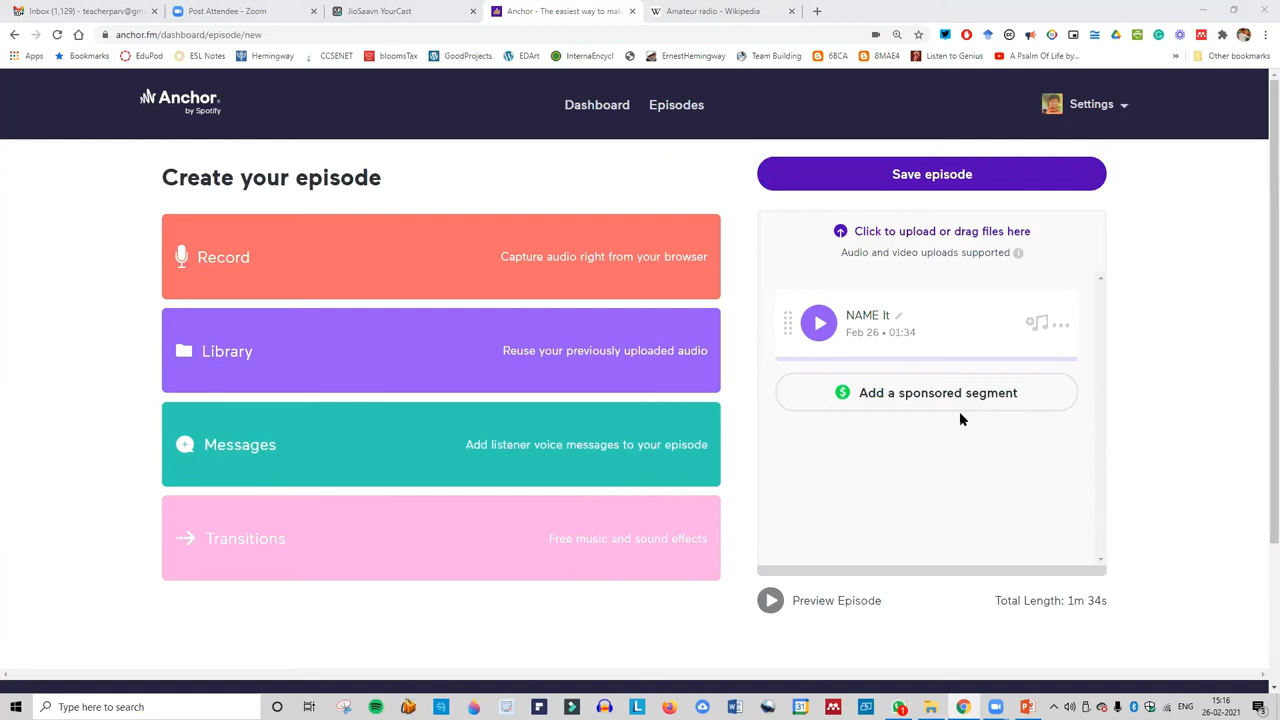 Inbox (1,129) - teacherparv@gm
Post Attendee - Zoom
JioSaavn YourCast
Anchor - The easiest way to mak
Amateur radio - Wikipedia
anchor.fm/dashboard/episode/new
Apps
Bookmarks
EduPod
ESL Notes
Hemingway
CCSENET
bloomsTax
GoodProjects
EDArt
InternaEncycl
ErnestHemingway
Team Building
6BCA
8MAE4
Listen to Genius
A Psalm Of Life by...
Other bookmarks
Anchor
by Spotify
Dashboard
Episodes
Settings
Create your episode
Save episode
Record
Capture audio right from your browser
Library
Reuse your previously uploaded audio
Messages
Add listener voice messages to your episode
Transitions
Free music and sound effects
Click to upload or drag files here
Audio and video uploads supported
NAME It
Feb 26 • 01:34
Add a sponsored segment
Preview Episode
Total Length: 1m 34s
Type here to search
ENG
15:16
26-02-2021